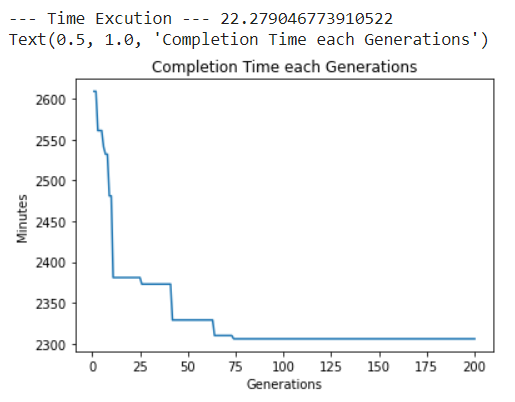 --- Time Excution --- 22.279046773910522
Text(0.5, 1.0, 'Completion Time each Generations')
Completion Time each Generations
2600
2550
2500
2450
2400
2350
2300
Minutes
0 25 50 75 100 125 150 175 200
Generations